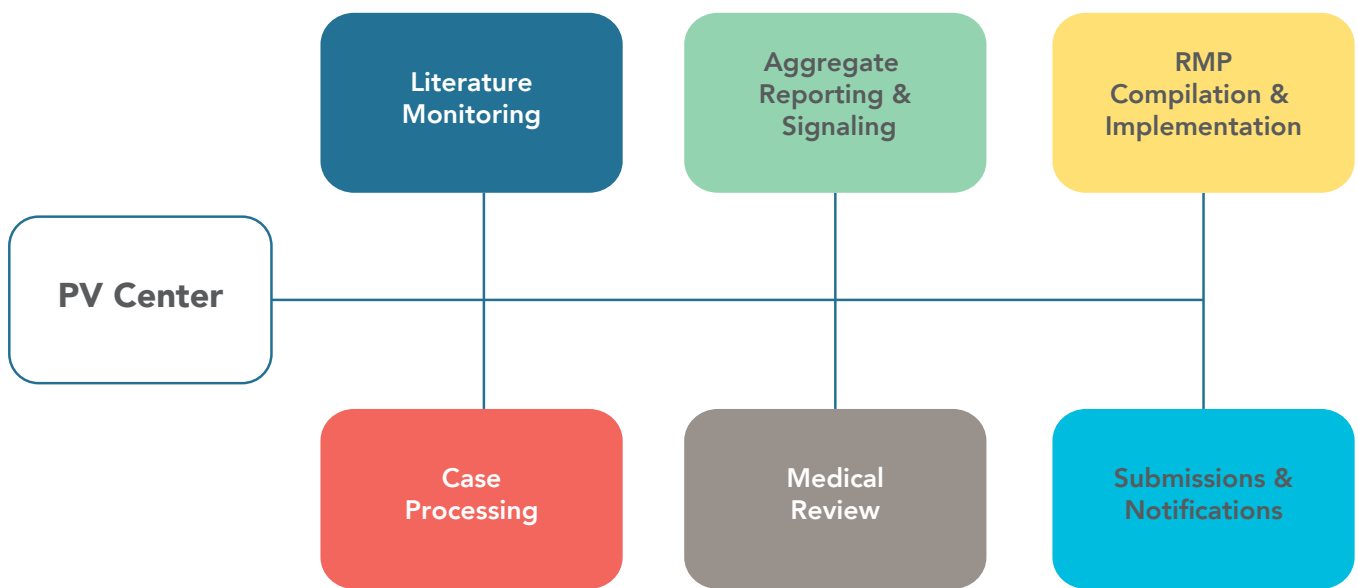 Literature
Monitoring
Aggregate
Reporting &
Signaling
RMP
Compilation &
Implementation
PV Center
Case
Processing
Medical
Review
Submissions &
Notifications